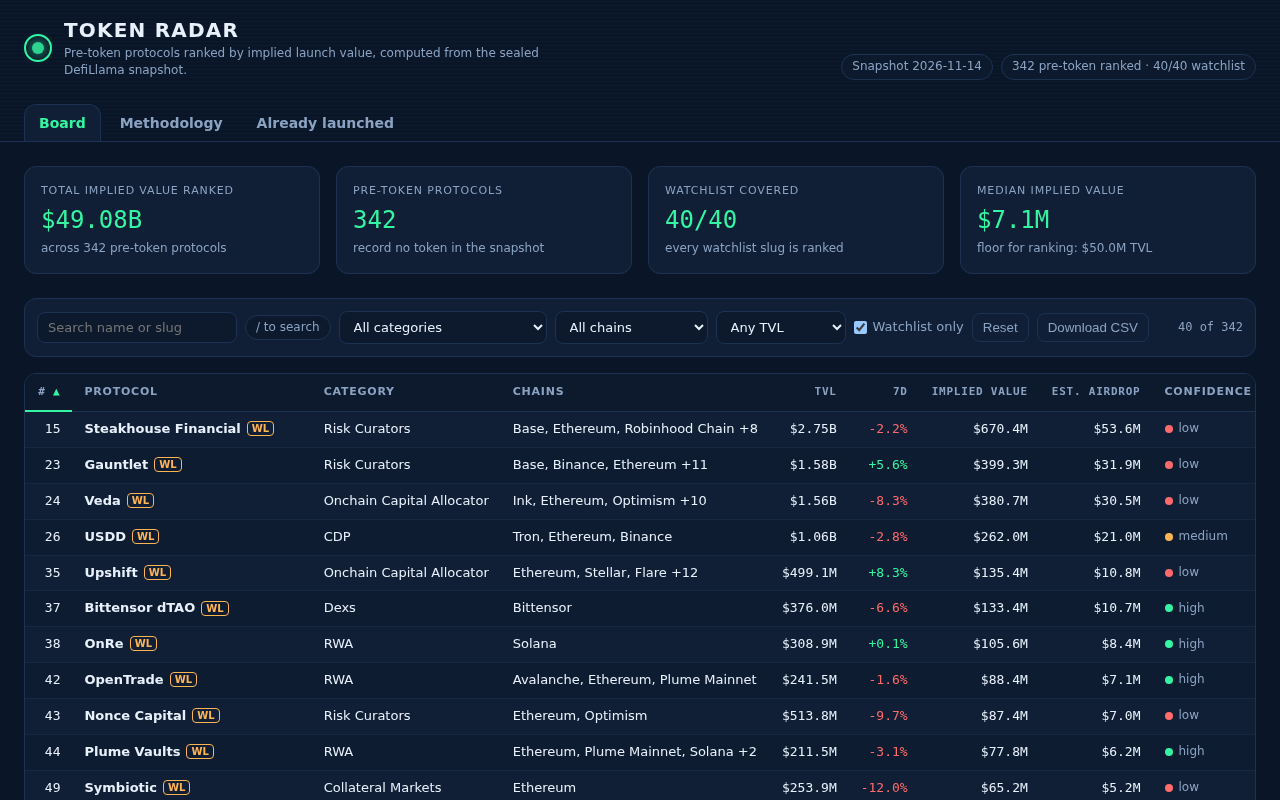 TOKEN RADAR
Pre-token protocols ranked by implied launch value, computed from the sealed
DefiLlama snapshot.
Snapshot 2026-11-14
342 pre-token ranked · 40/40 watchlist
Board
Methodology
Already launched
TOTAL IMPLIED VALUE RANKED
$49.08B
across 342 pre-token protocols
PRE-TOKEN PROTOCOLS
342
record no token in the snapshot
WATCHLIST COVERED
40/40
every watchlist slug is ranked
MEDIAN IMPLIED VALUE
$7.1M
floor for ranking: $50.0M TVL
Search name or slug
/ to search
All categories
All chains
Any TVL
Watchlist only
Reset
Download CSV
40 of 342
# ▲ PROTOCOL CATEGORY CHAINS TVL 7D IMPLIED VALUE EST. AIRDROP CONFIDENCE
15 Steakhouse Financial WL Risk Curators Base, Ethereum, Robinhood Chain +8 $2.75B -2.2% $670.4M $53.6M low
23 Gauntlet WL Risk Curators Base, Binance, Ethereum +11 $1.58B +5.6% $399.3M $31.9M low
24 Veda WL Onchain Capital Allocator Ink, Ethereum, Optimism +10 $1.56B -8.3% $380.7M $30.5M low
26 USDD WL CDP Tron, Ethereum, Binance $1.06B -2.8% $262.0M $21.0M medium
35 Upshift WL Onchain Capital Allocator Ethereum, Stellar, Flare +12 $499.1M +8.3% $135.4M $10.8M low
37 Bittensor dTAO WL Dexs Bittensor $376.0M -6.6% $133.4M $10.7M high
38 OnRe WL RWA Solana $308.9M +0.1% $105.6M $8.4M high
42 OpenTrade WL RWA Avalanche, Ethereum, Plume Mainnet $241.5M -1.6% $88.4M $7.1M high
43 Nonce Capital WL Risk Curators Ethereum, Optimism $513.8M -9.7% $87.4M $7.0M low
44 Plume Vaults WL RWA Ethereum, Plume Mainnet, Solana +2 $211.5M -3.1% $77.8M $6.2M high
49 Symbiotic WL Collateral Markets Ethereum $253.9M -12.0% $65.2M $5.2M low